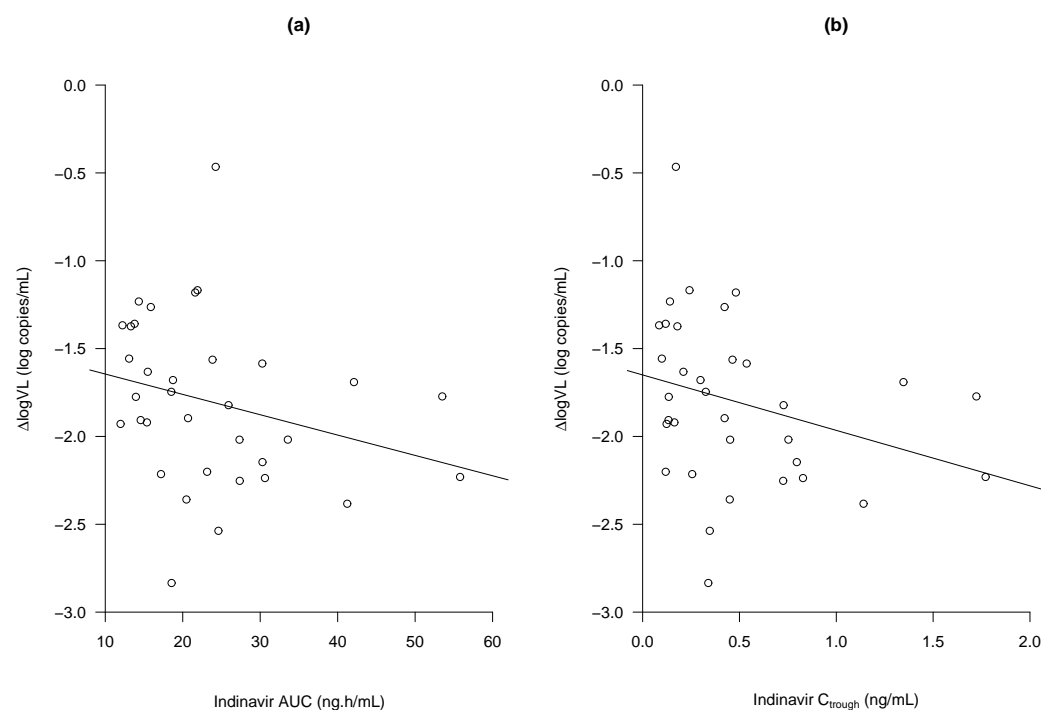 (a)
(b)
0.0
−0.5
−1.0
−1.5
−2.0
−2.5
−3.0
ΔlogVL (log copies/mL)
10 20 30 40 50 60
Indinavir AUC (ng.h/mL)
0.0
−0.5
−1.0
−1.5
−2.0
−2.5
−3.0
ΔlogVL (log copies/mL)
0.0 0.5 1.0 1.5 2.0
Indinavir Ctrough (ng/mL)